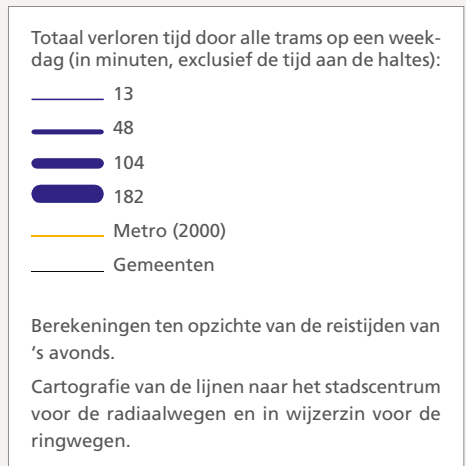 Totaal verloren tijd door alle trams op een week-
dag (in minuten, exclusief de tijd aan de haltes):
13
48
104
182
Metro (2000)
Gemeenten
Berekeningen ten opzichte van de reistijden van
‘s avonds.
Cartografie van de lijnen naar het stadscentrum
voor de radiaalwegen en in wijzerzin voor de
ringwegen.